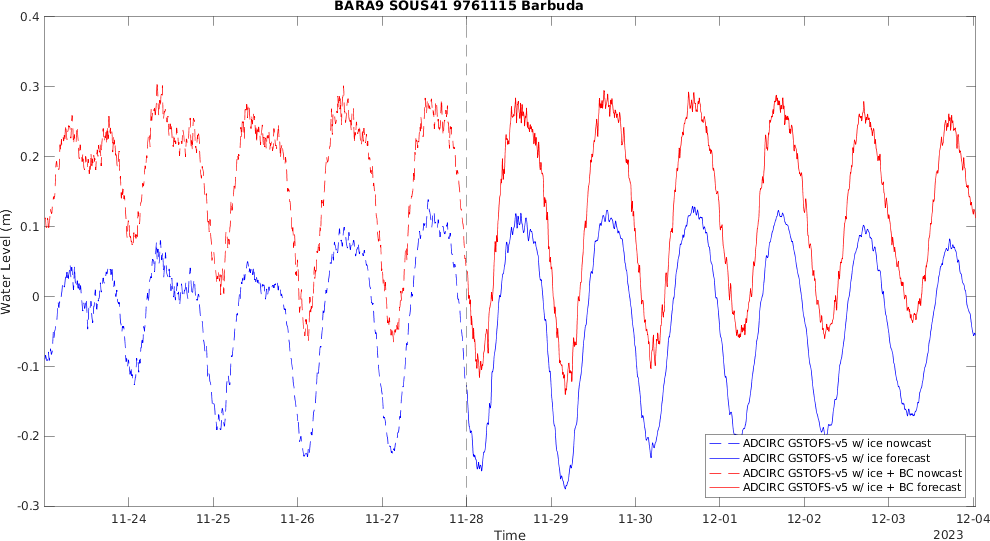 BARA9 SOUS41 9761115 Barbuda
0.4
0.3
0.2
0.1
0
-0.1
-0.2
-0.3
Water Level (m)
ADCIRC GSTOFS-v5 w/ ice nowcast
ADCIRC GSTOFS-v5 w/ ice forecast
ADCIRC GSTOFS-v5 w/ ice + BC nowcast
ADCIRC GSTOFS-v5 w/ ice + BC forecast
11-24 11-25 11-26 11-27 11-28 11-29 11-30 12-01 12-02 12-03 12-04
Time
2023